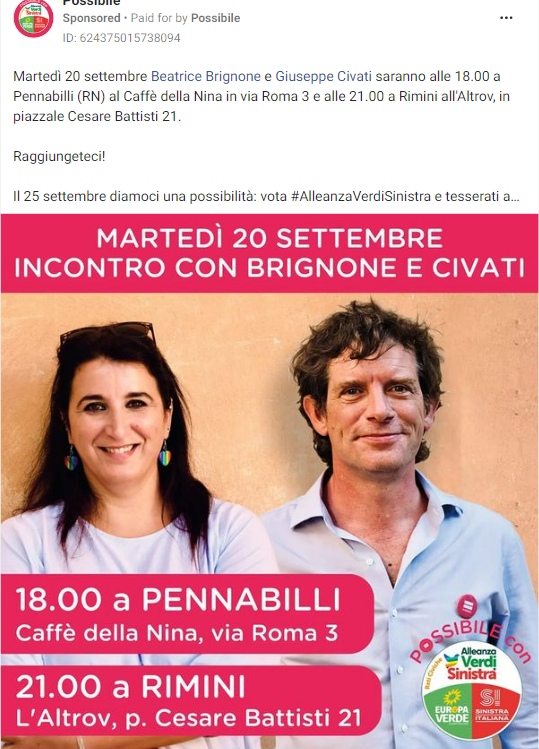 Possibile
Sponsored • Paid for by Possibile
ID: 624375015738094
Martedì 20 settembre Beatrice Brignone e Giuseppe Civati saranno alle 18.00 a
Pennabilli (RN) al Caffè della Nina in via Roma 3 e alle 21.00 a Rimini all'Altrov, in
piazzale Cesare Battisti 21.
Raggiungeteci!
Il 25 settembre diamoci una possibilità: vota #AlleanzaVerdiSinistra e tesserati a...
MARTEDÌ 20 SETTEMBRE
INCONTRO CON BRIGNONE E CIVATI
18.00 a PENNABILLI
Caffè della Nina, via Roma 3
21.00 a RIMINI
L'Altrov, p. Cesare Battisti 21
POSSIBILE con
Reti Civiche
Alleanza
Verdi
Sinistra
EUROPA
VERDE
SI
SINISTRA
ITALIANA